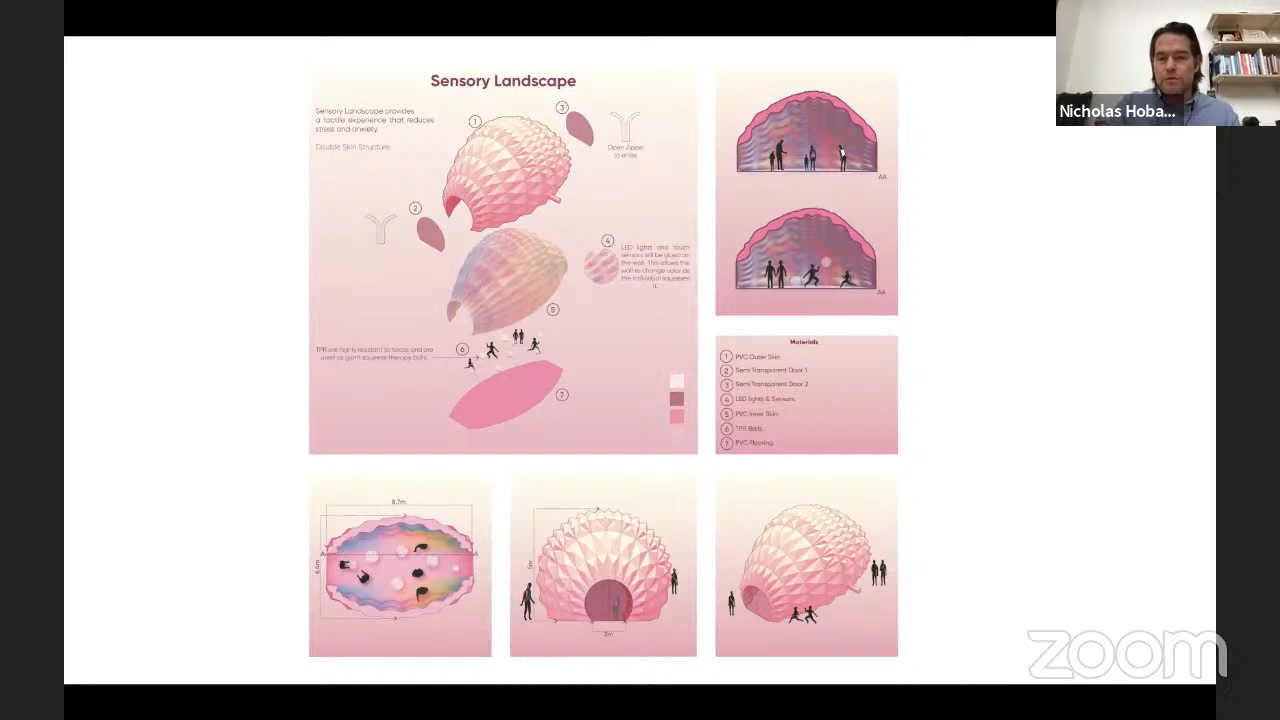 Sensory Landscape
Sensory Landscape provides
a tactile experience that reduces
stress and anxiety.
Double Skin Structure
1
3
Open Zipper
to enter.
2
4
LED lights and touch
sensors will be glued as
the wall. This allows the
wall to change color as
the individual squeezes
it.
5
TPR are highly resistant to forces and are
used as giant squeeze therapy balls.
6
7
AA
AA
Materials
1 PVC Outer Skin
2 Semi Transparent Door 1
3 Semi Transparent Door 2
4 LED lights & Sensors.
5 PVC Inner Skin
6 TPR Balls.
7 PVC Flooring.
8.7m
6.4m
A
A
5m
2m
Nicholas Hoba...
zoom